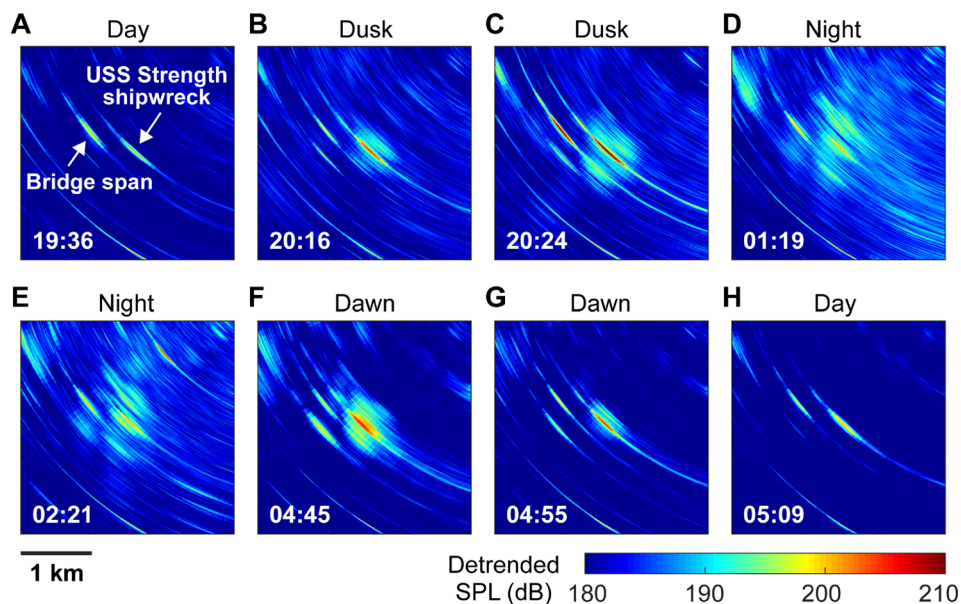 A
Day
USS Strength
shipwreck
Bridge span
19:36
B
Dusk
20:16
C
Dusk
20:24
D
Night
01:19
E
Night
02:21
F
Dawn
04:45
G
Dawn
04:55
H
Day
05:09
1 km
Detrended
SPL (dB)
180
190
200
210